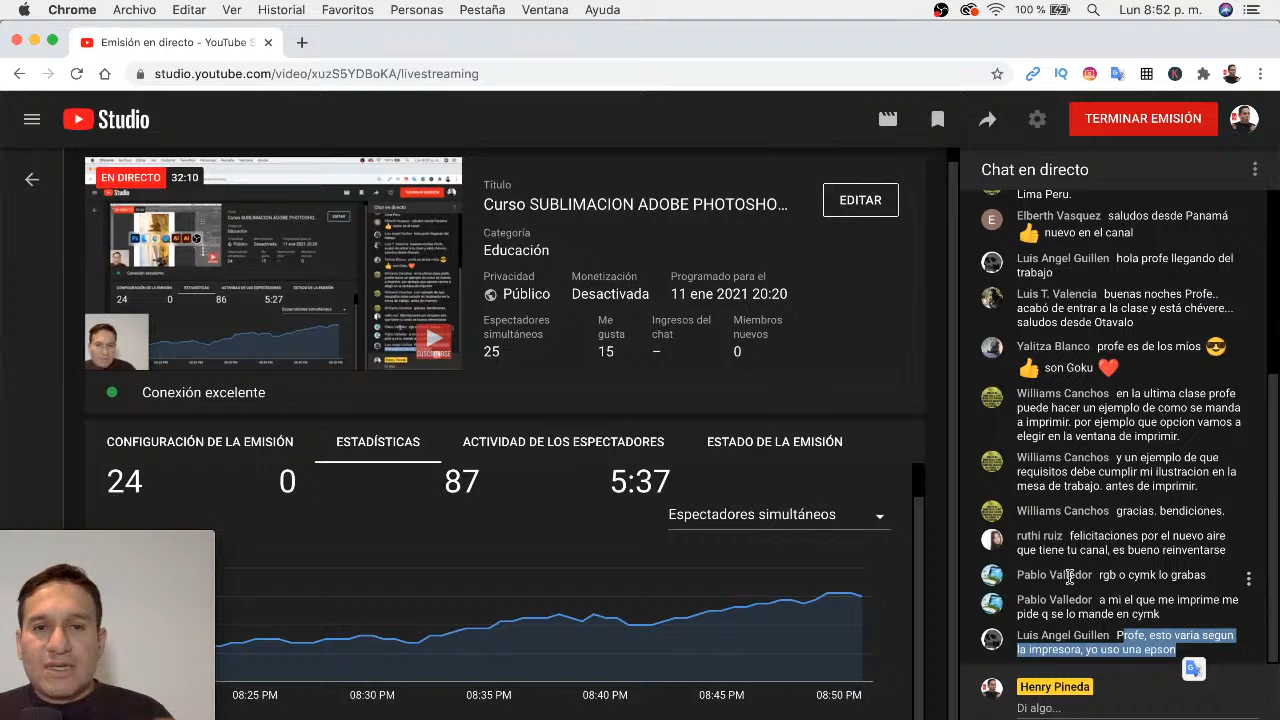 Chrome Archivo Editar Ver Historial Favoritos Personas Pestaña Ventana Ayuda
100 % Lun 8:52 p. m.
Emisión en directo - YouTube S
studio.youtube.com/video/xuzS5YDBoKA/livestreaming
Studio
TERMINAR EMISIÓN
EN DIRECTO 32:10
Título
Curso SUBLIMACION ADOBE PHOTOSHO...
ITAR
Categoría
Educación
Privacidad Monetización Programado para el
Público Desactivada 11 ene 2021 20:20
Espectadores simultáneos Me gusta Ingresos del chat Miembros nuevos
25 15 – 0
SUSCRIBIRSE
Conexión excelente
CONFIGURACIÓN DE LA EMISIÓN ESTADÍSTICAS ACTIVIDAD DE LOS ESPECTADORES ESTADO DE LA EMISIÓN
24 0 87 5:37
Espectadores simultáneos
08:25 PM 08:30 PM 08:35 PM 08:40 PM 08:45 PM 08:50 PM
Chat en directo
Lima Peru.
Elberth Vasquez saludos desde Panamá
nuevo en el canal
Luis Angel Guillen hola profe llegando del
trabajo
Luis T. Valencia buenas noches Profe,
acabo de entrar a la clase y está chévere...
saludos desde Panamá
Yalitza Blanco profe es de los mios
son Goku
Williams Canchos en la ultima clase profe
puede hacer un ejemplo de como se manda
a imprimir. por ejemplo que opcion vamos a
elegir en la ventana de imprimir.
Williams Canchos y un ejemplo de que
requisitos debe cumplir mi ilustracion en la
mesa de trabajo. antes de imprimir.
Williams Canchos gracias. bendiciones.
ruthi ruiz felicitaciones por el nuevo aire
que tiene tu canal, es bueno reinventarse
Pablo Valledor rgb o cymk lo grabas
Pablo Valledor a mi el que me imprime me
pide q se lo mande en cymk
Luis Angel Guillen Profe, esto varia segun
la impresora, yo uso una epson
Henry Pineda
Di algo...